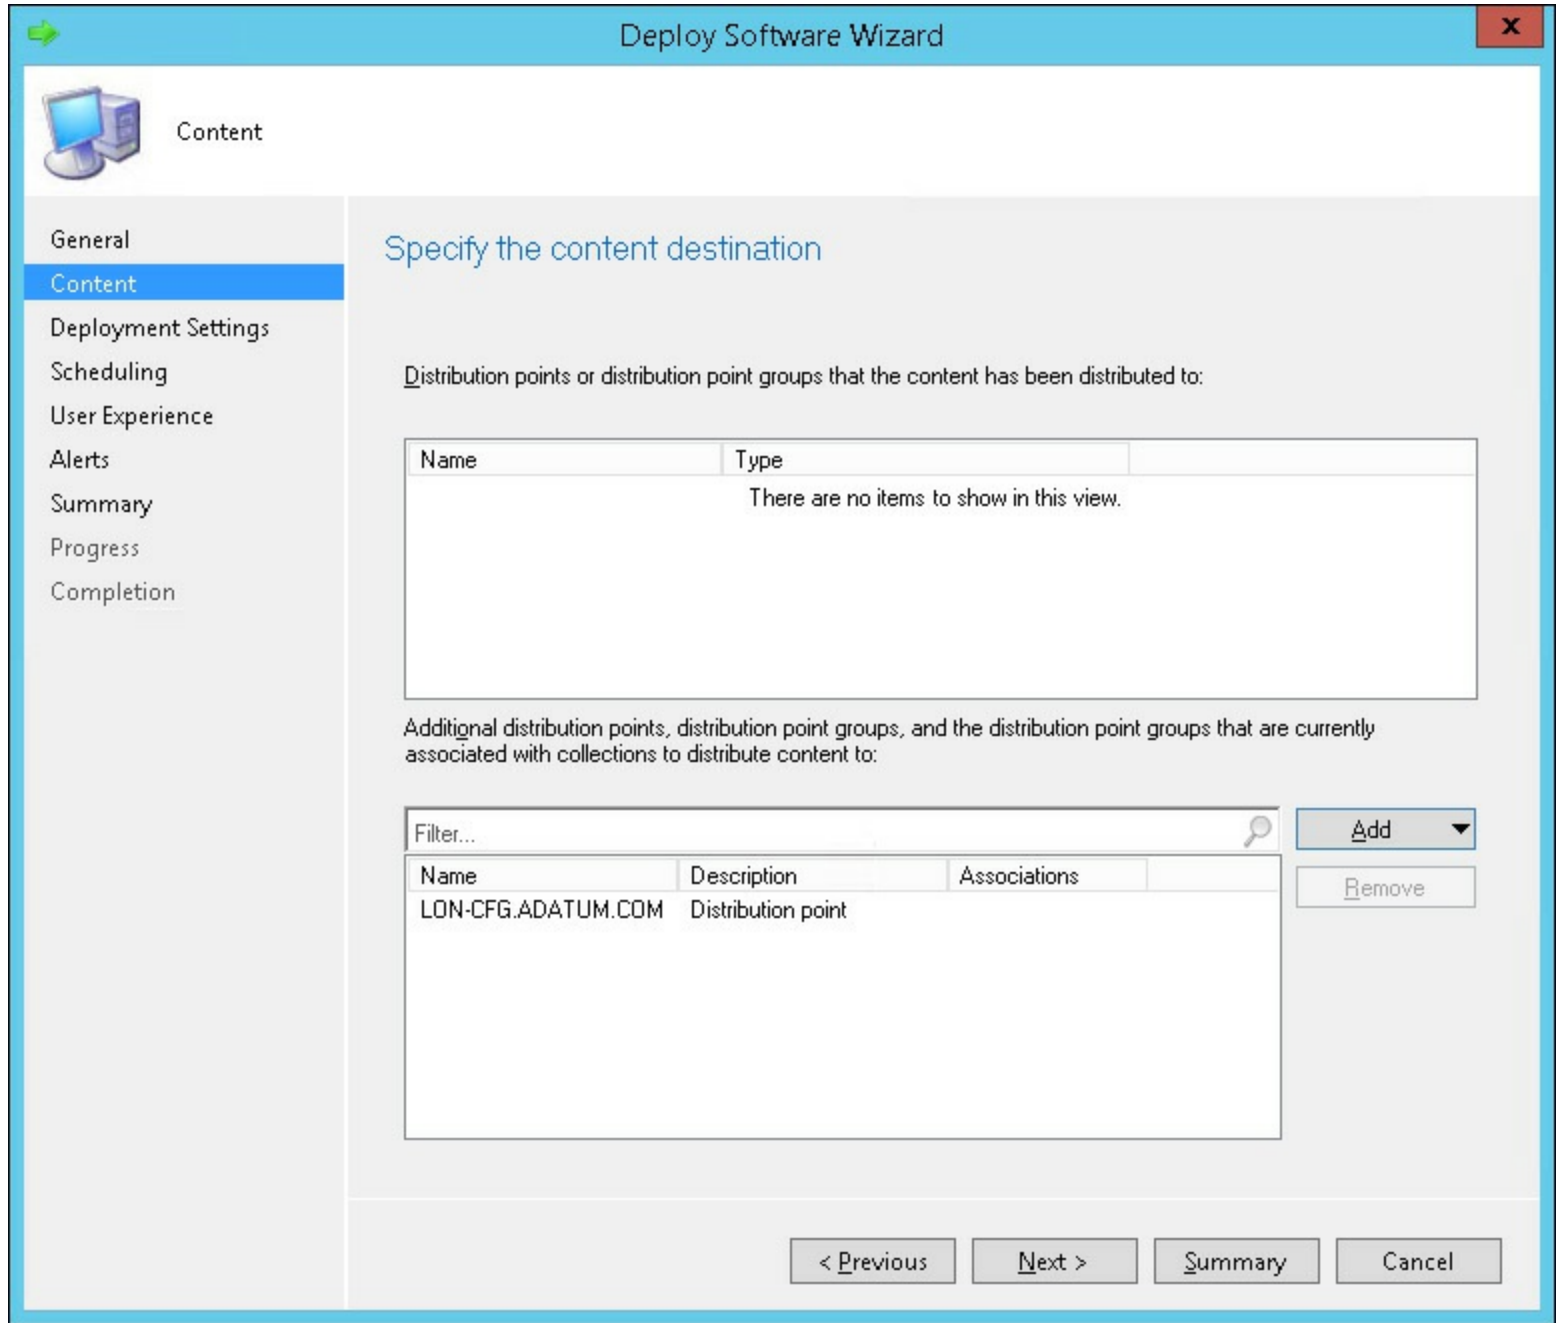 Deploy Software Wizard
X
Content
General
Content
Deployment Settings
Scheduling
User Experience
Alerts
Summary
Progress
Completion
Specify the content destination
Distribution points or distribution point groups that the content has been distributed to:
Name Type
There are no items to show in this view.
Additional distribution points, distribution point groups, and the distribution point groups that are currently
associated with collections to distribute content to:
Filter...
Add
Remove
Name Description Associations
LON-CFG.ADATUM.COM Distribution point
< Previous Next > Summary Cancel